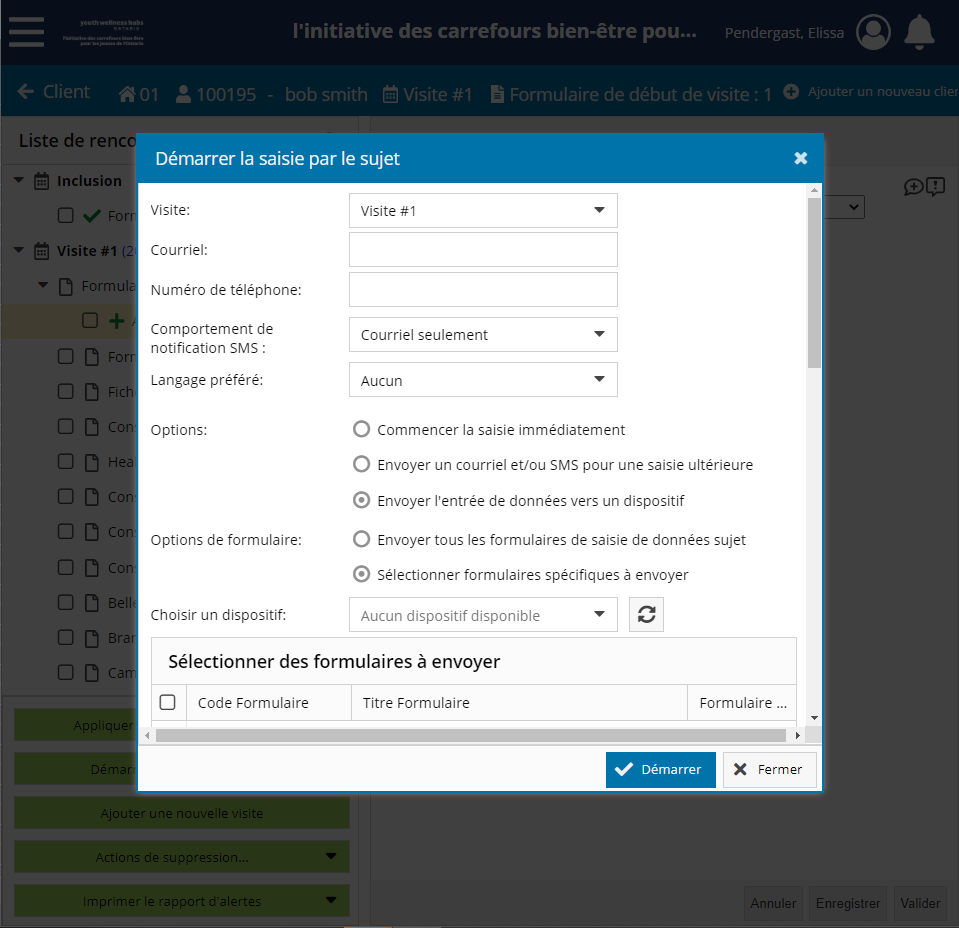 youth wellness hubs
ONTARIO
l'initiative des carrefours bien-être
pour les jeunes de l'Ontario
l'initiative des carrefours bien-être pou...
Pendergast, Elissa
Client
01
100195 - bob smith
Visite #1
Formulaire de début de visite : 1
Ajouter un nouveau clier
Liste de renco
Inclusion
Form
Visite #1 (2
Formula
Form
Fiche
Cons
Hea
Cons
Cons
Cons
Belle
Bran
Cam
Appliquer
Démar
Ajouter une nouvelle visite
Actions de suppression...
Imprimer le rapport d'alertes
Démarrer la saisie par le sujet
Visite:
Visite #1
Courriel:
Numéro de téléphone:
Comportement de
notification SMS :
Courriel seulement
Langage préféré:
Aucun
Options:
Commencer la saisie immédiatement
Envoyer un courriel et/ou SMS pour une saisie ultérieure
Envoyer l'entrée de données vers un dispositif
Options de formulaire:
Envoyer tous les formulaires de saisie de données sujet
Sélectionner formulaires spécifiques à envoyer
Choisir un dispositif:
Aucun dispositif disponible
Sélectionner des formulaires à envoyer
Code Formulaire
Titre Formulaire
Formulaire ...
Démarrer
Fermer
Annuler
Enregistrer
Valider